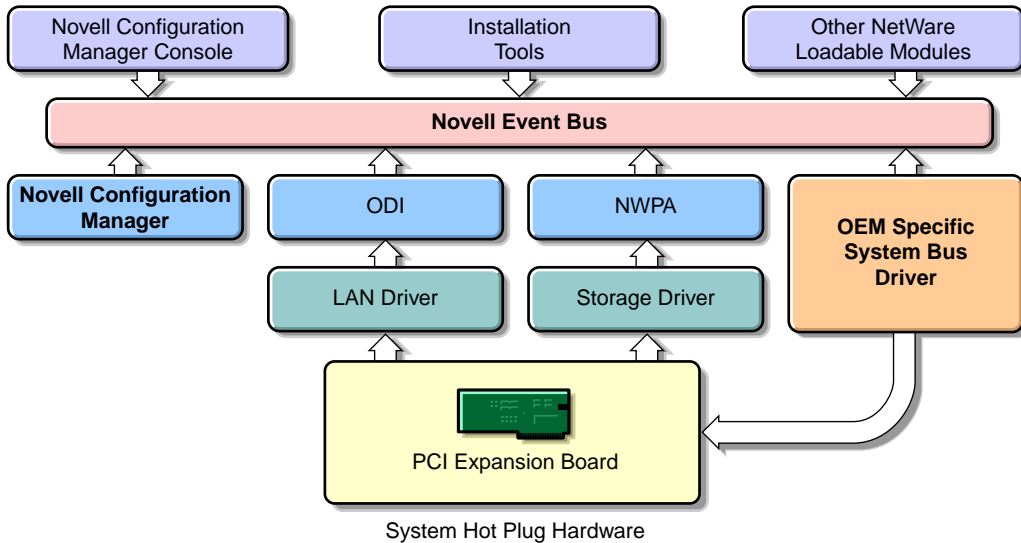 Novell Configuration
Manager Console
Installation
Tools
Other NetWare
Loadable Modules
Novell Event Bus
Novell Configuration
Manager
ODI
NWPA
OEM Specific
System Bus
Driver
LAN Driver
Storage Driver
PCI Expansion Board
System Hot Plug Hardware